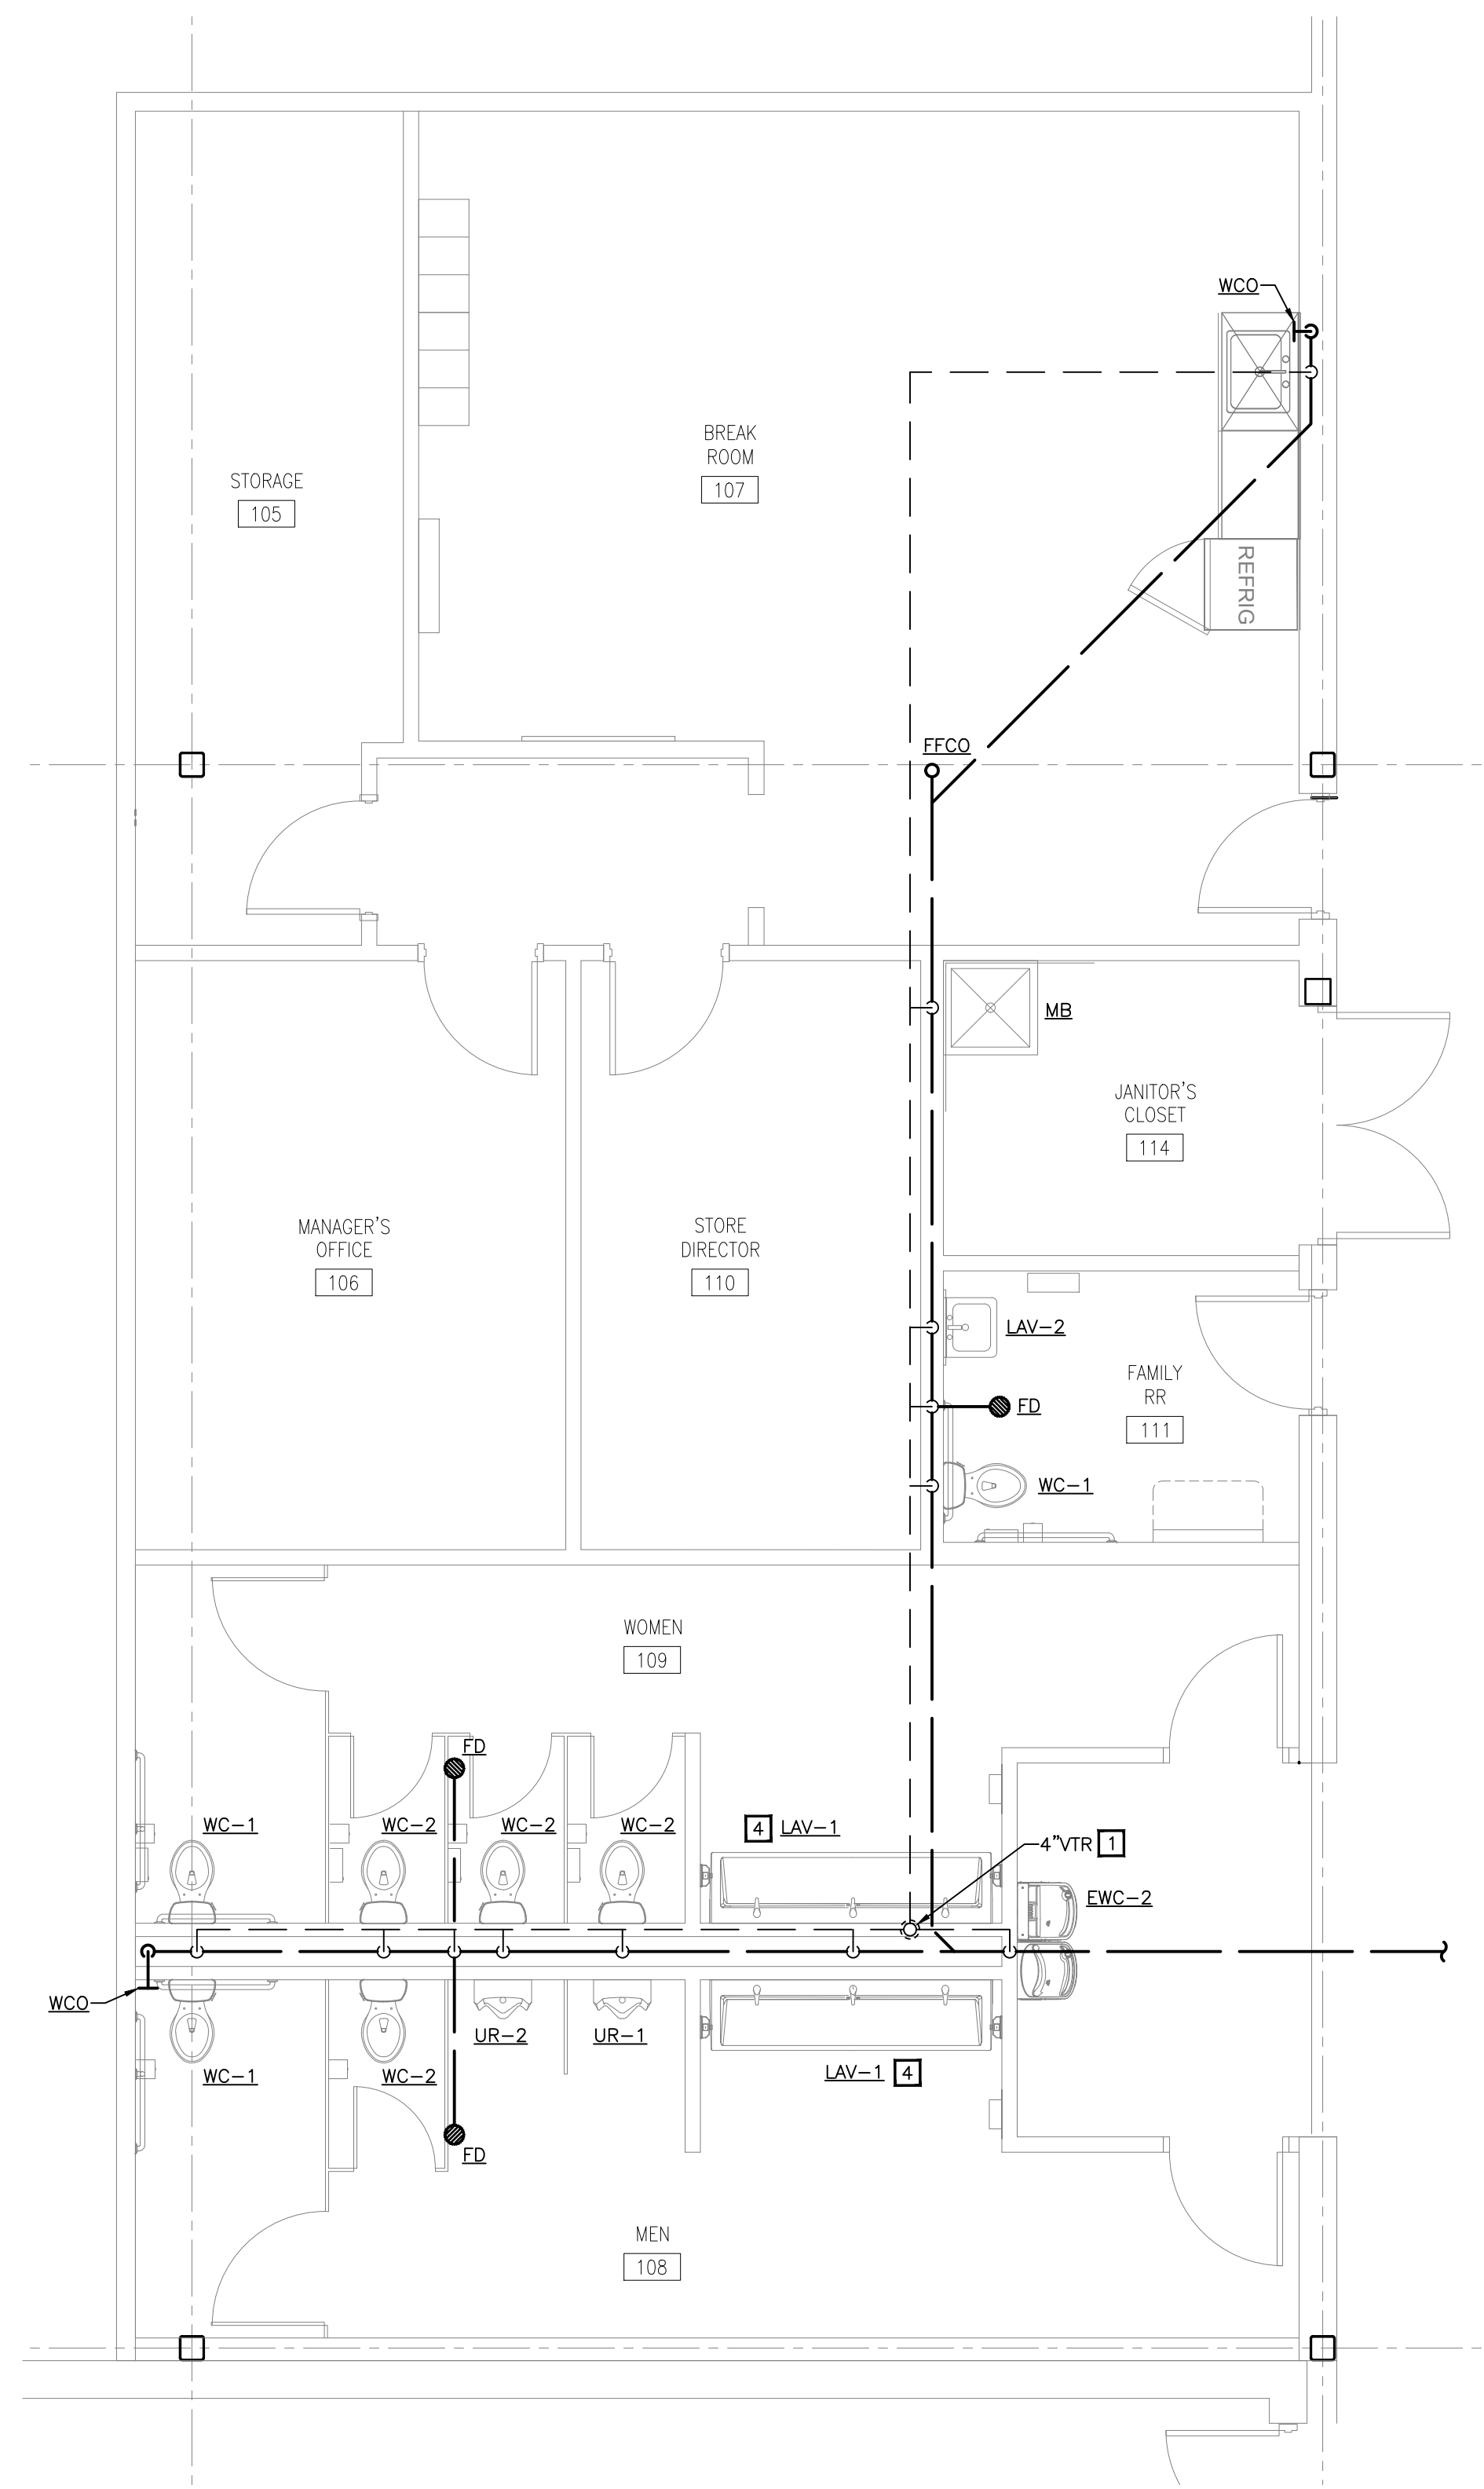 WCO
BREAK
ROOM
107
STORAGE
105
REFRIG
FFCO
MB
JANITOR'S
CLOSET
114
MANAGER'S
OFFICE
106
STORE
DIRECTOR
110
LAV-2
FAMILY
RR
111
FD
WC-1
WOMEN
109
FD
WC-1
WC-2
WC-2
WC-2
4 LAV-1
4"VTR 1
EWC-2
WCO
UR-2
UR-1
WC-1
WC-2
LAV-1 4
FD
MEN
108